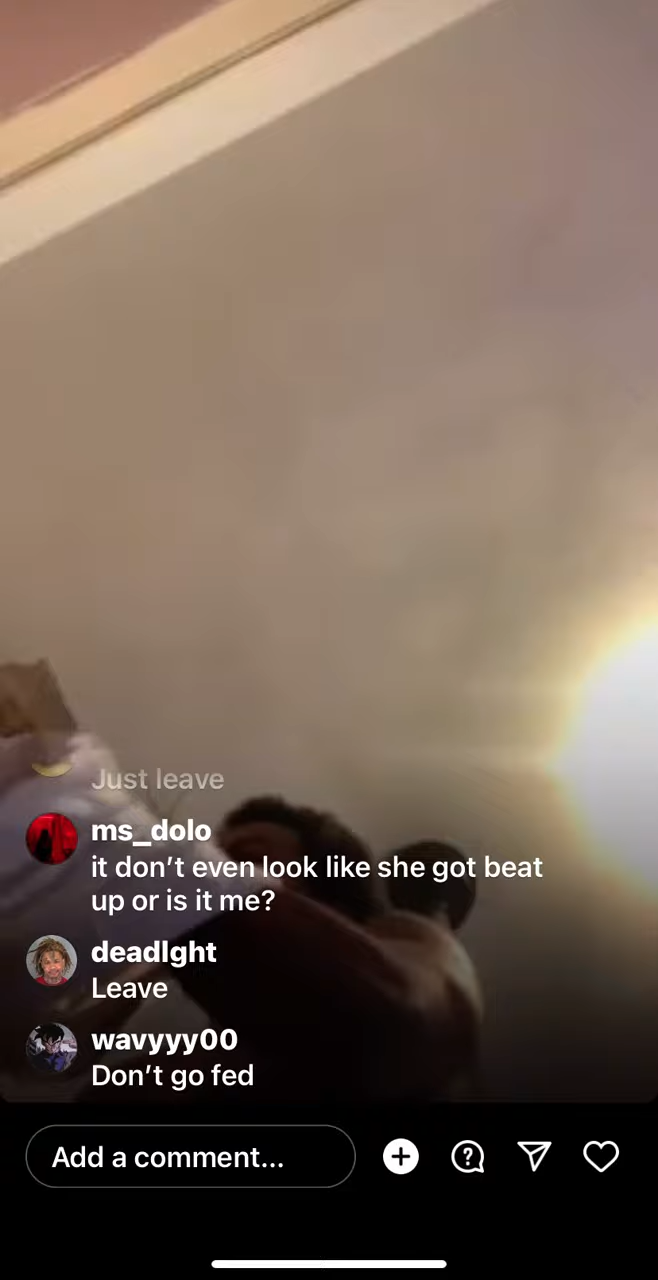 Just leave
ms_dolo
it don’t even look like she got beat
up or is it me?
deadlght
Leave
wavyyy00
Don’t go fed
Add a comment...